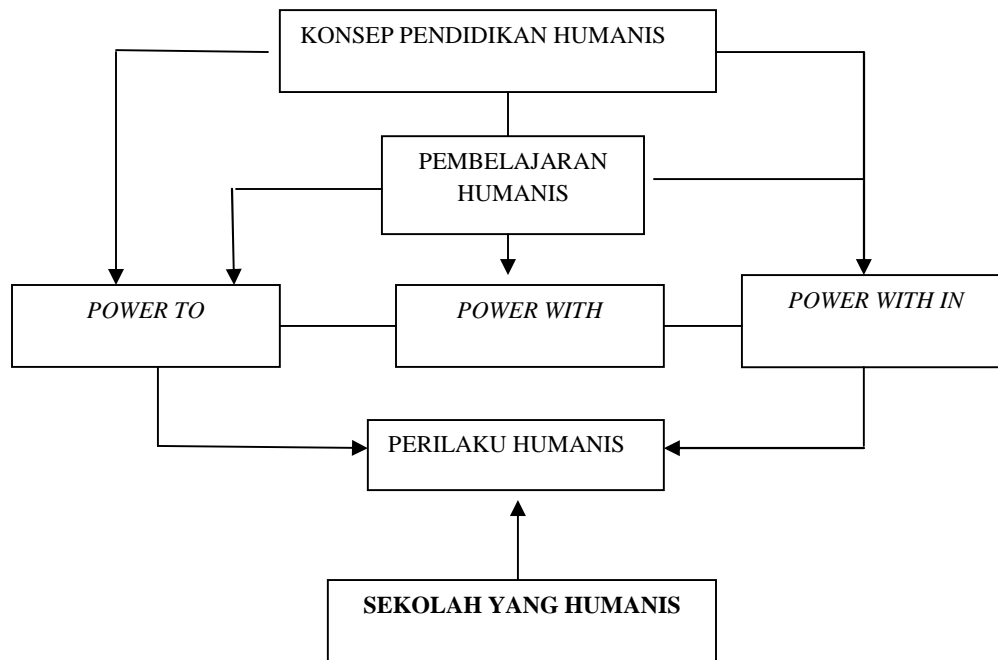 KONSEP PENDIDIKAN HUMANIS
PEMBELAJARAN
HUMANIS
POWER TO
POWER WITH
POWER WITH IN
PERILAKU HUMANIS
SEKOLAH YANG HUMANIS